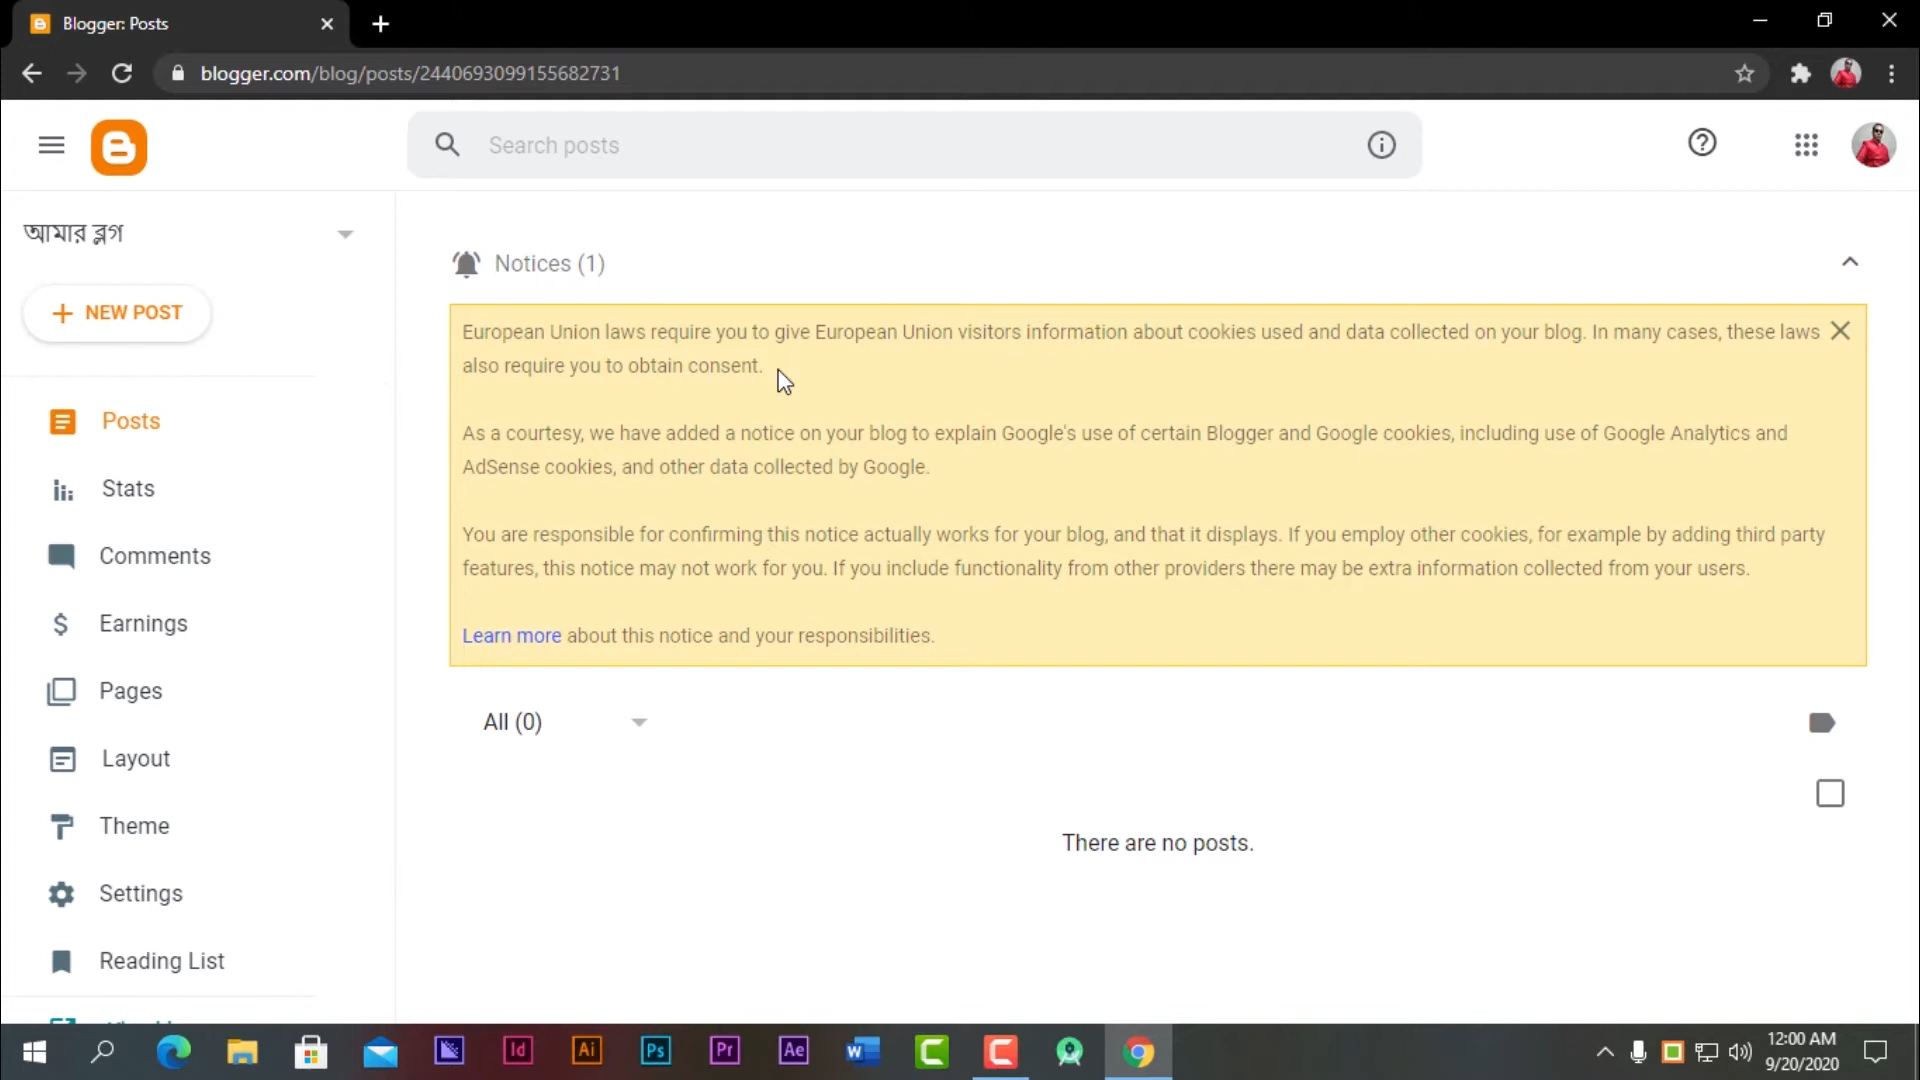 Blogger: Posts
blogger.com/blog/posts/2440693099155682731
Search posts
আমার ব্লগ
NEW POST
Posts
Stats
Comments
Earnings
Pages
Layout
Theme
Settings
Reading List
Notices (1)
European Union laws require you to give European Union visitors information about cookies used and data collected on your blog. In many cases, these laws
also require you to obtain consent.
As a courtesy, we have added a notice on your blog to explain Google's use of certain Blogger and Google cookies, including use of Google Analytics and
AdSense cookies, and other data collected by Google.
You are responsible for confirming this notice actually works for your blog, and that it displays. If you employ other cookies, for example by adding third party
features, this notice may not work for you. If you include functionality from other providers there may be extra information collected from your users.
Learn more about this notice and your responsibilities.
All (0)
There are no posts.
Id
Ai
Ps
Pr
Ae
W
12:00 AM
9/20/2020